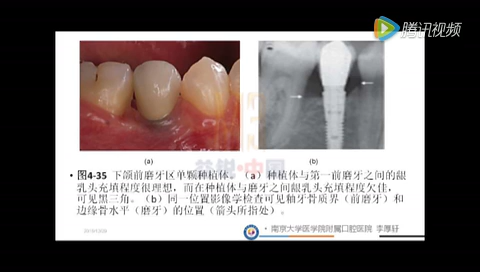 腾讯视频
(a)
(b)
• 图4-35 下颌前磨牙区单颗种植体。（a）种植体与第一前磨牙之间的龈
乳头充填程度很理想，而在种植体与磨牙之间龈乳头充填程度欠佳，
可见黑三角。（b）同一位置影像学检查可见釉牙骨质界（前磨牙）和
边缘骨水平（磨牙）的位置（箭头所指处）。
• 南京大学医学院附属口腔医院 李厚轩